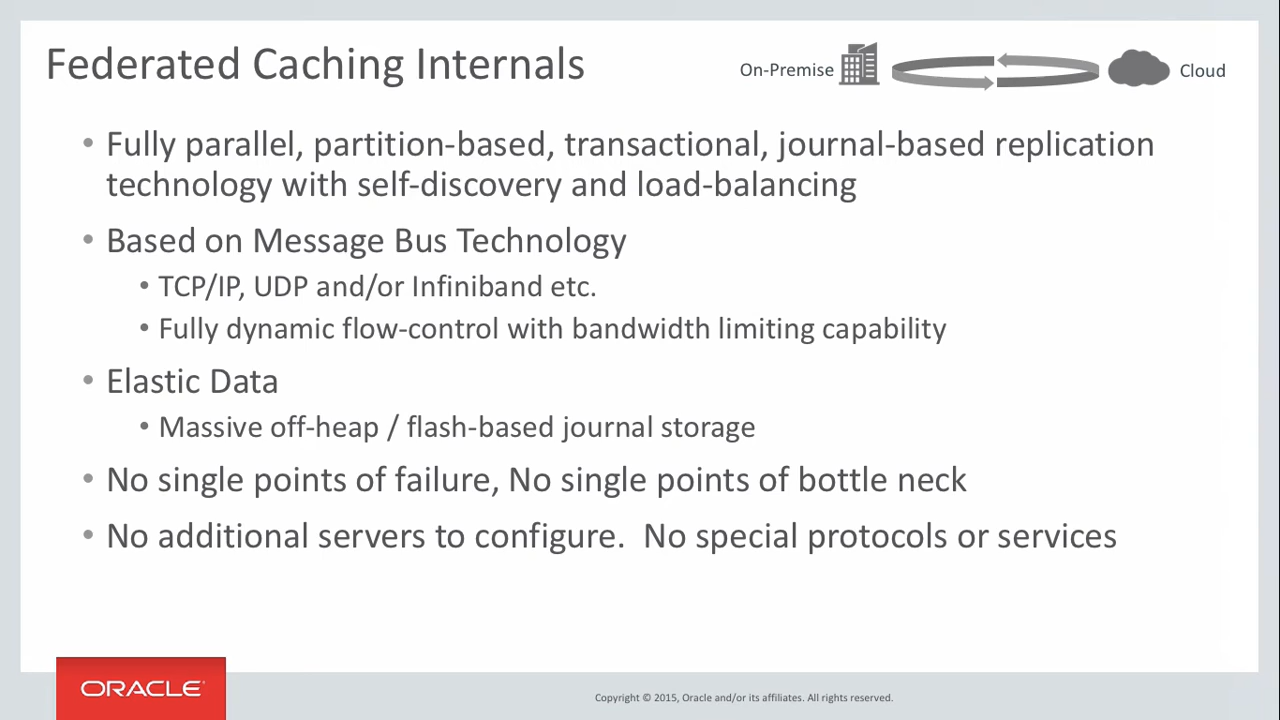 Federated Caching Internals
On-Premise
Cloud
• Fully parallel, partition-based, transactional, journal-based replication
technology with self-discovery and load-balancing
• Based on Message Bus Technology
• TCP/IP, UDP and/or Infiniband etc.
• Fully dynamic flow-control with bandwidth limiting capability
• Elastic Data
• Massive off-heap / flash-based journal storage
• No single points of failure, No single points of bottle neck
• No additional servers to configure.  No special protocols or services
ORACLE
Copyright © 2015, Oracle and/or its affiliates. All rights reserved.